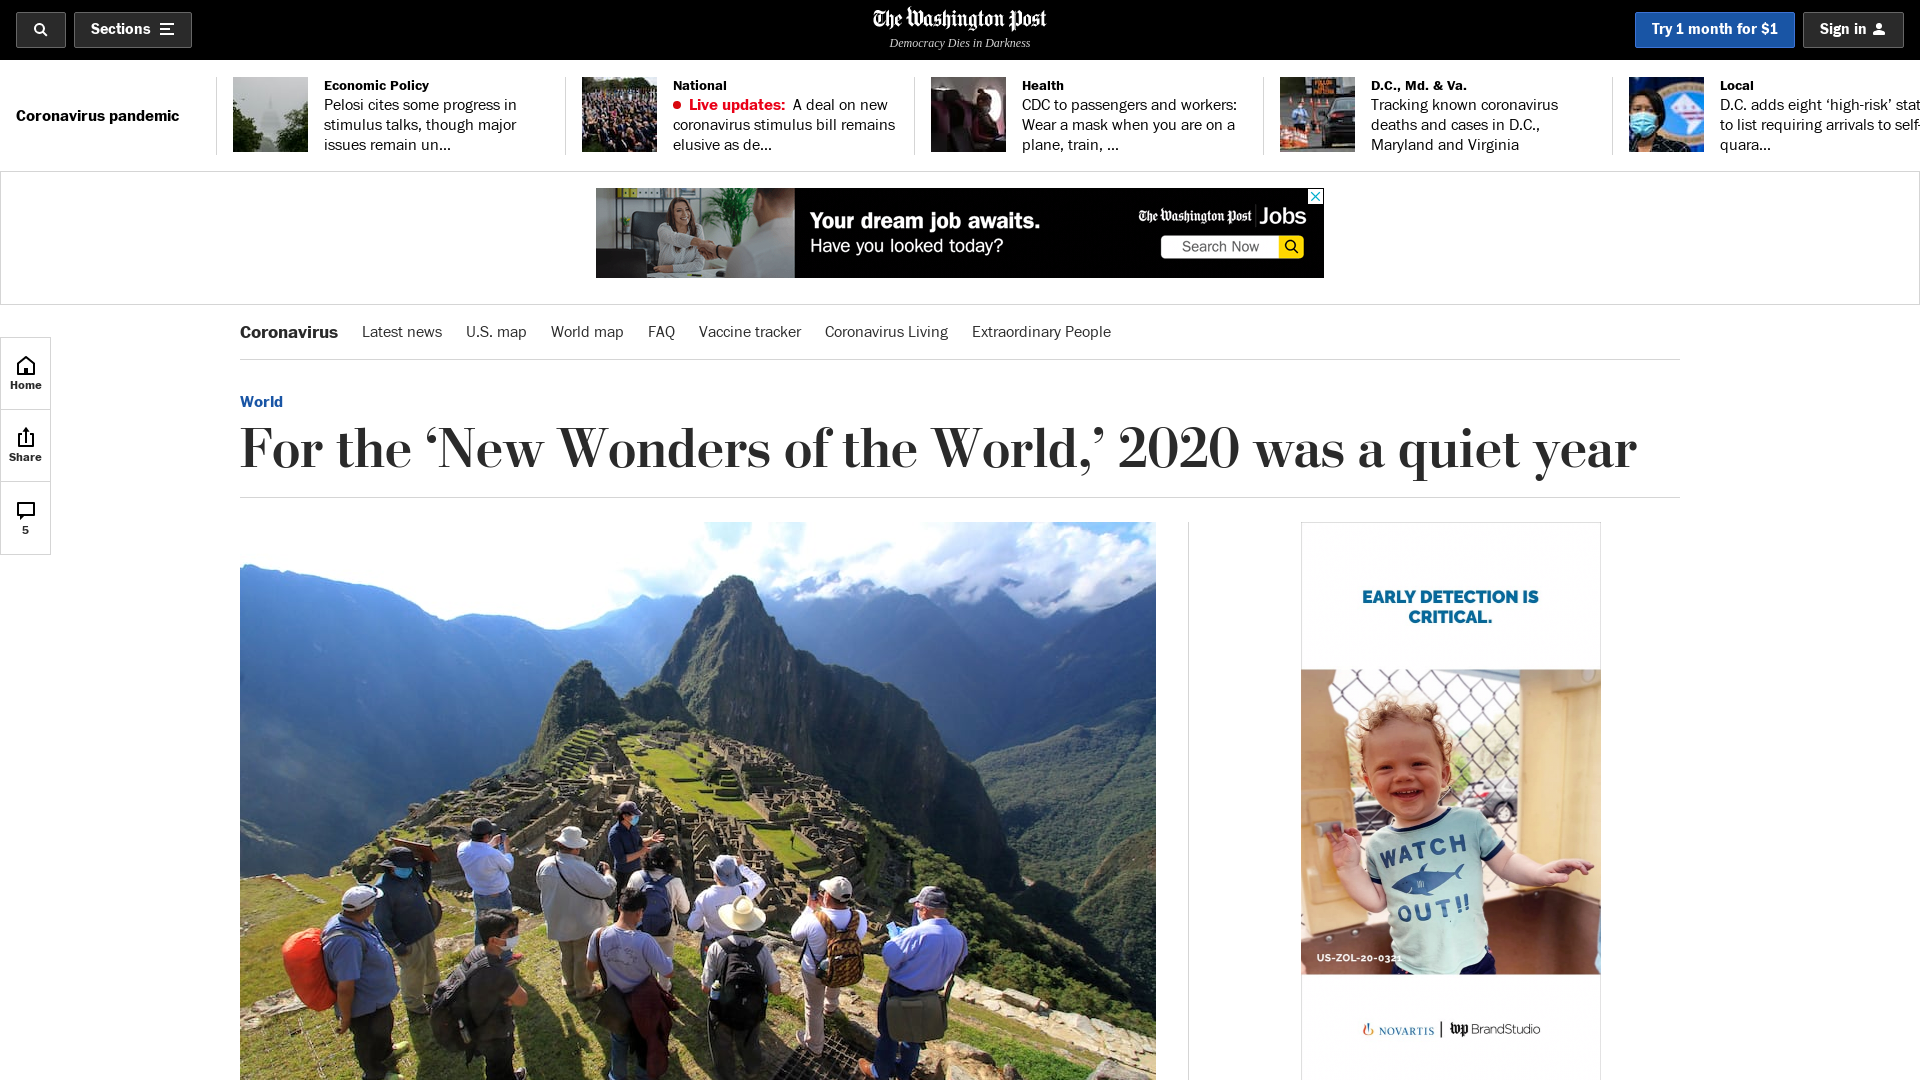 Sections
The Washington Post
Democracy Dies in Darkness
Try 1 month for $1
Sign in
Coronavirus pandemic
Economic Policy
Pelosi cites some progress in
stimulus talks, though major
issues remain un...
National
Live updates: A deal on new
coronavirus stimulus bill remains
elusive as de...
Health
CDC to passengers and workers:
Wear a mask when you are on a
plane, train, ...
D.C., Md. & Va.
Tracking known coronavirus
deaths and cases in D.C.,
Maryland and Virginia
Local
D.C. adds eight ‘high-risk’ stat
to list requiring arrivals to self-
quara...
Your dream job awaits.
Have you looked today?
The Washington Post Jobs
Search Now
Coronavirus Latest news U.S. map World map FAQ Vaccine tracker Coronavirus Living Extraordinary People
Home
Share
5
World
For the ‘New Wonders of the World,’ 2020 was a quiet year
EARLY DETECTION IS
CRITICAL.
WATCH
OUT!!
US-ZOL-20-0321
NOVARTIS | wp BrandStudio